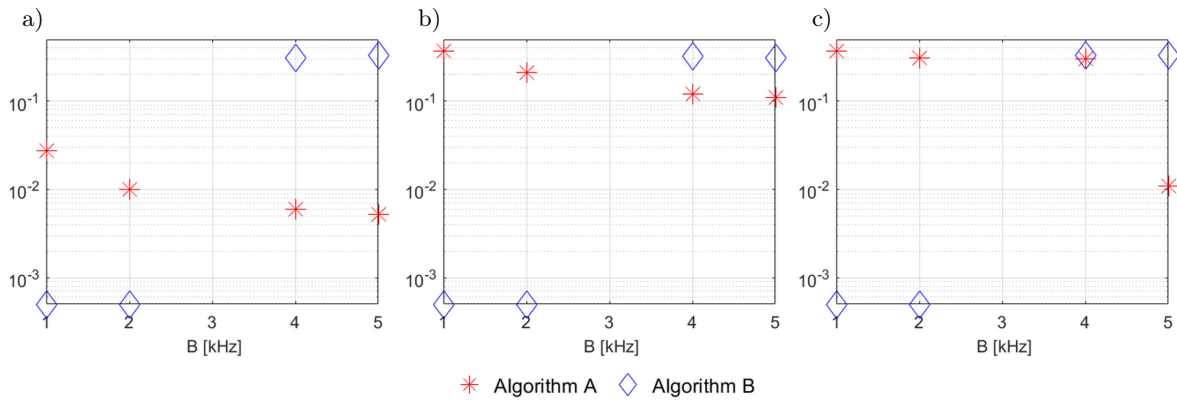 a) b) c)
10⁻¹ 10⁻¹ 10⁻¹
10⁻² 10⁻² 10⁻²
10⁻³ 10⁻³ 10⁻³
1 2 3 4 5 1 2 3 4 5 1 2 3 4 5
B [kHz] B [kHz] B [kHz]
Algorithm A Algorithm B